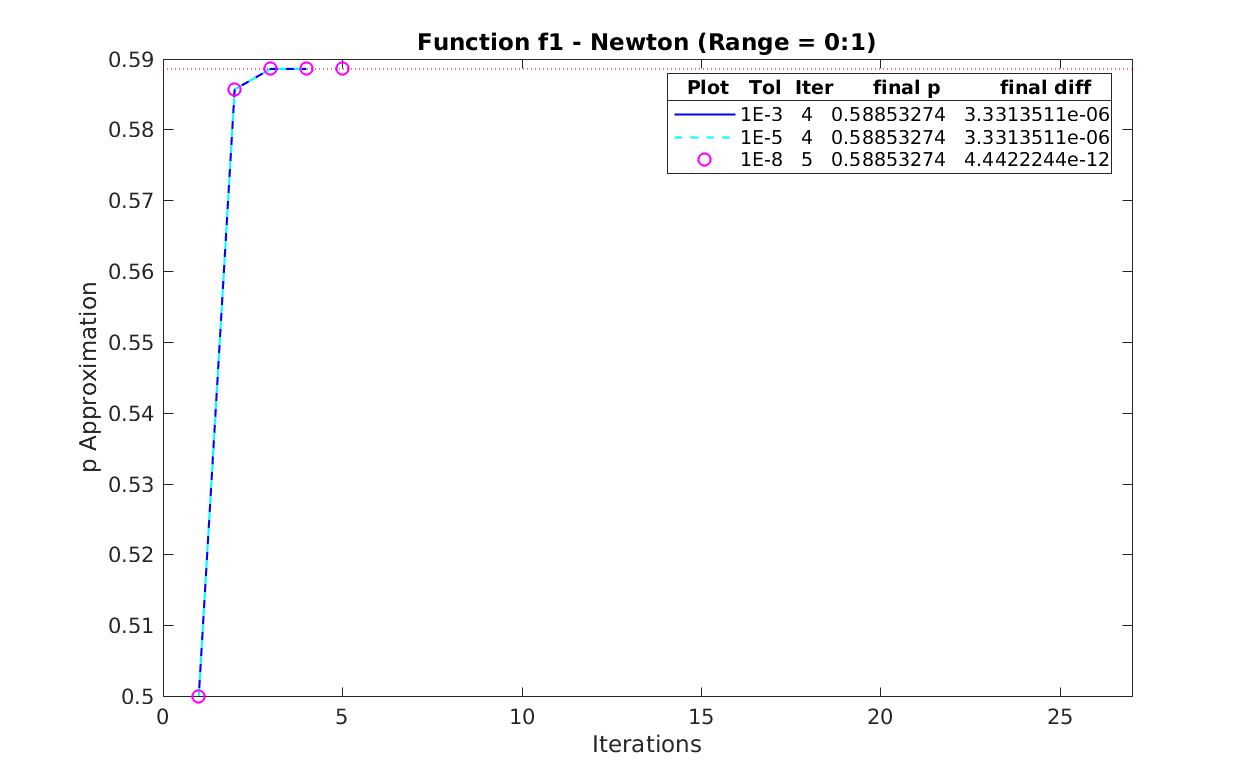 Function f1 - Newton (Range = 0:1)
0.59
0.58
0.57
0.56
0.55
0.54
0.53
0.52
0.51
0.5
p Approximation
Plot Tol Iter final p final diff
1E-3 4 0.58853274 3.3313511e-06
1E-5 4 0.58853274 3.3313511e-06
1E-8 5 0.58853274 4.4422244e-12
0 5 10 15 20 25
Iterations